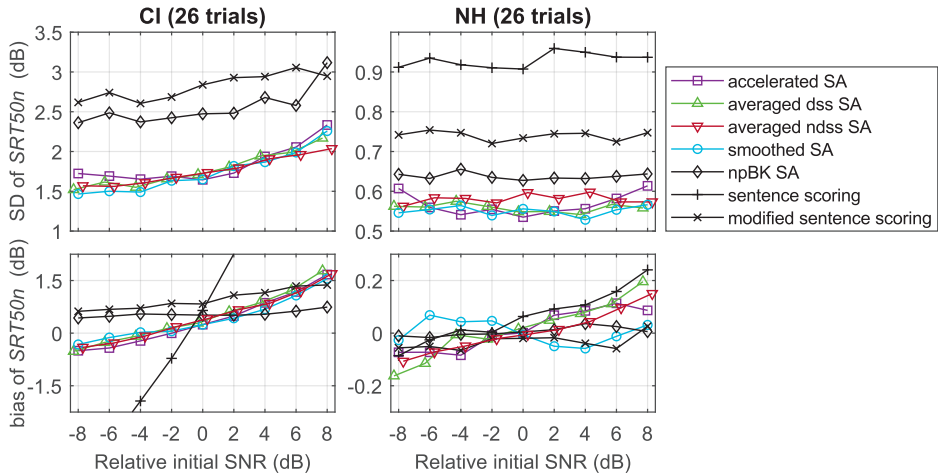 CI (26 trials)
NH (26 trials)
SD of SRT50n (dB)
3.5
3
2.5
2
1.5
1
0.9
0.8
0.7
0.6
0.5
accelerated SA
averaged dss SA
averaged ndss SA
smoothed SA
npBK SA
sentence scoring
modified sentence scoring
bias of SRT50n (dB)
1.5
0
-1.5
0.2
0
-0.2
-8 -6 -4 -2 0 2 4 6 8
-8 -6 -4 -2 0 2 4 6 8
Relative initial SNR (dB)
Relative initial SNR (dB)